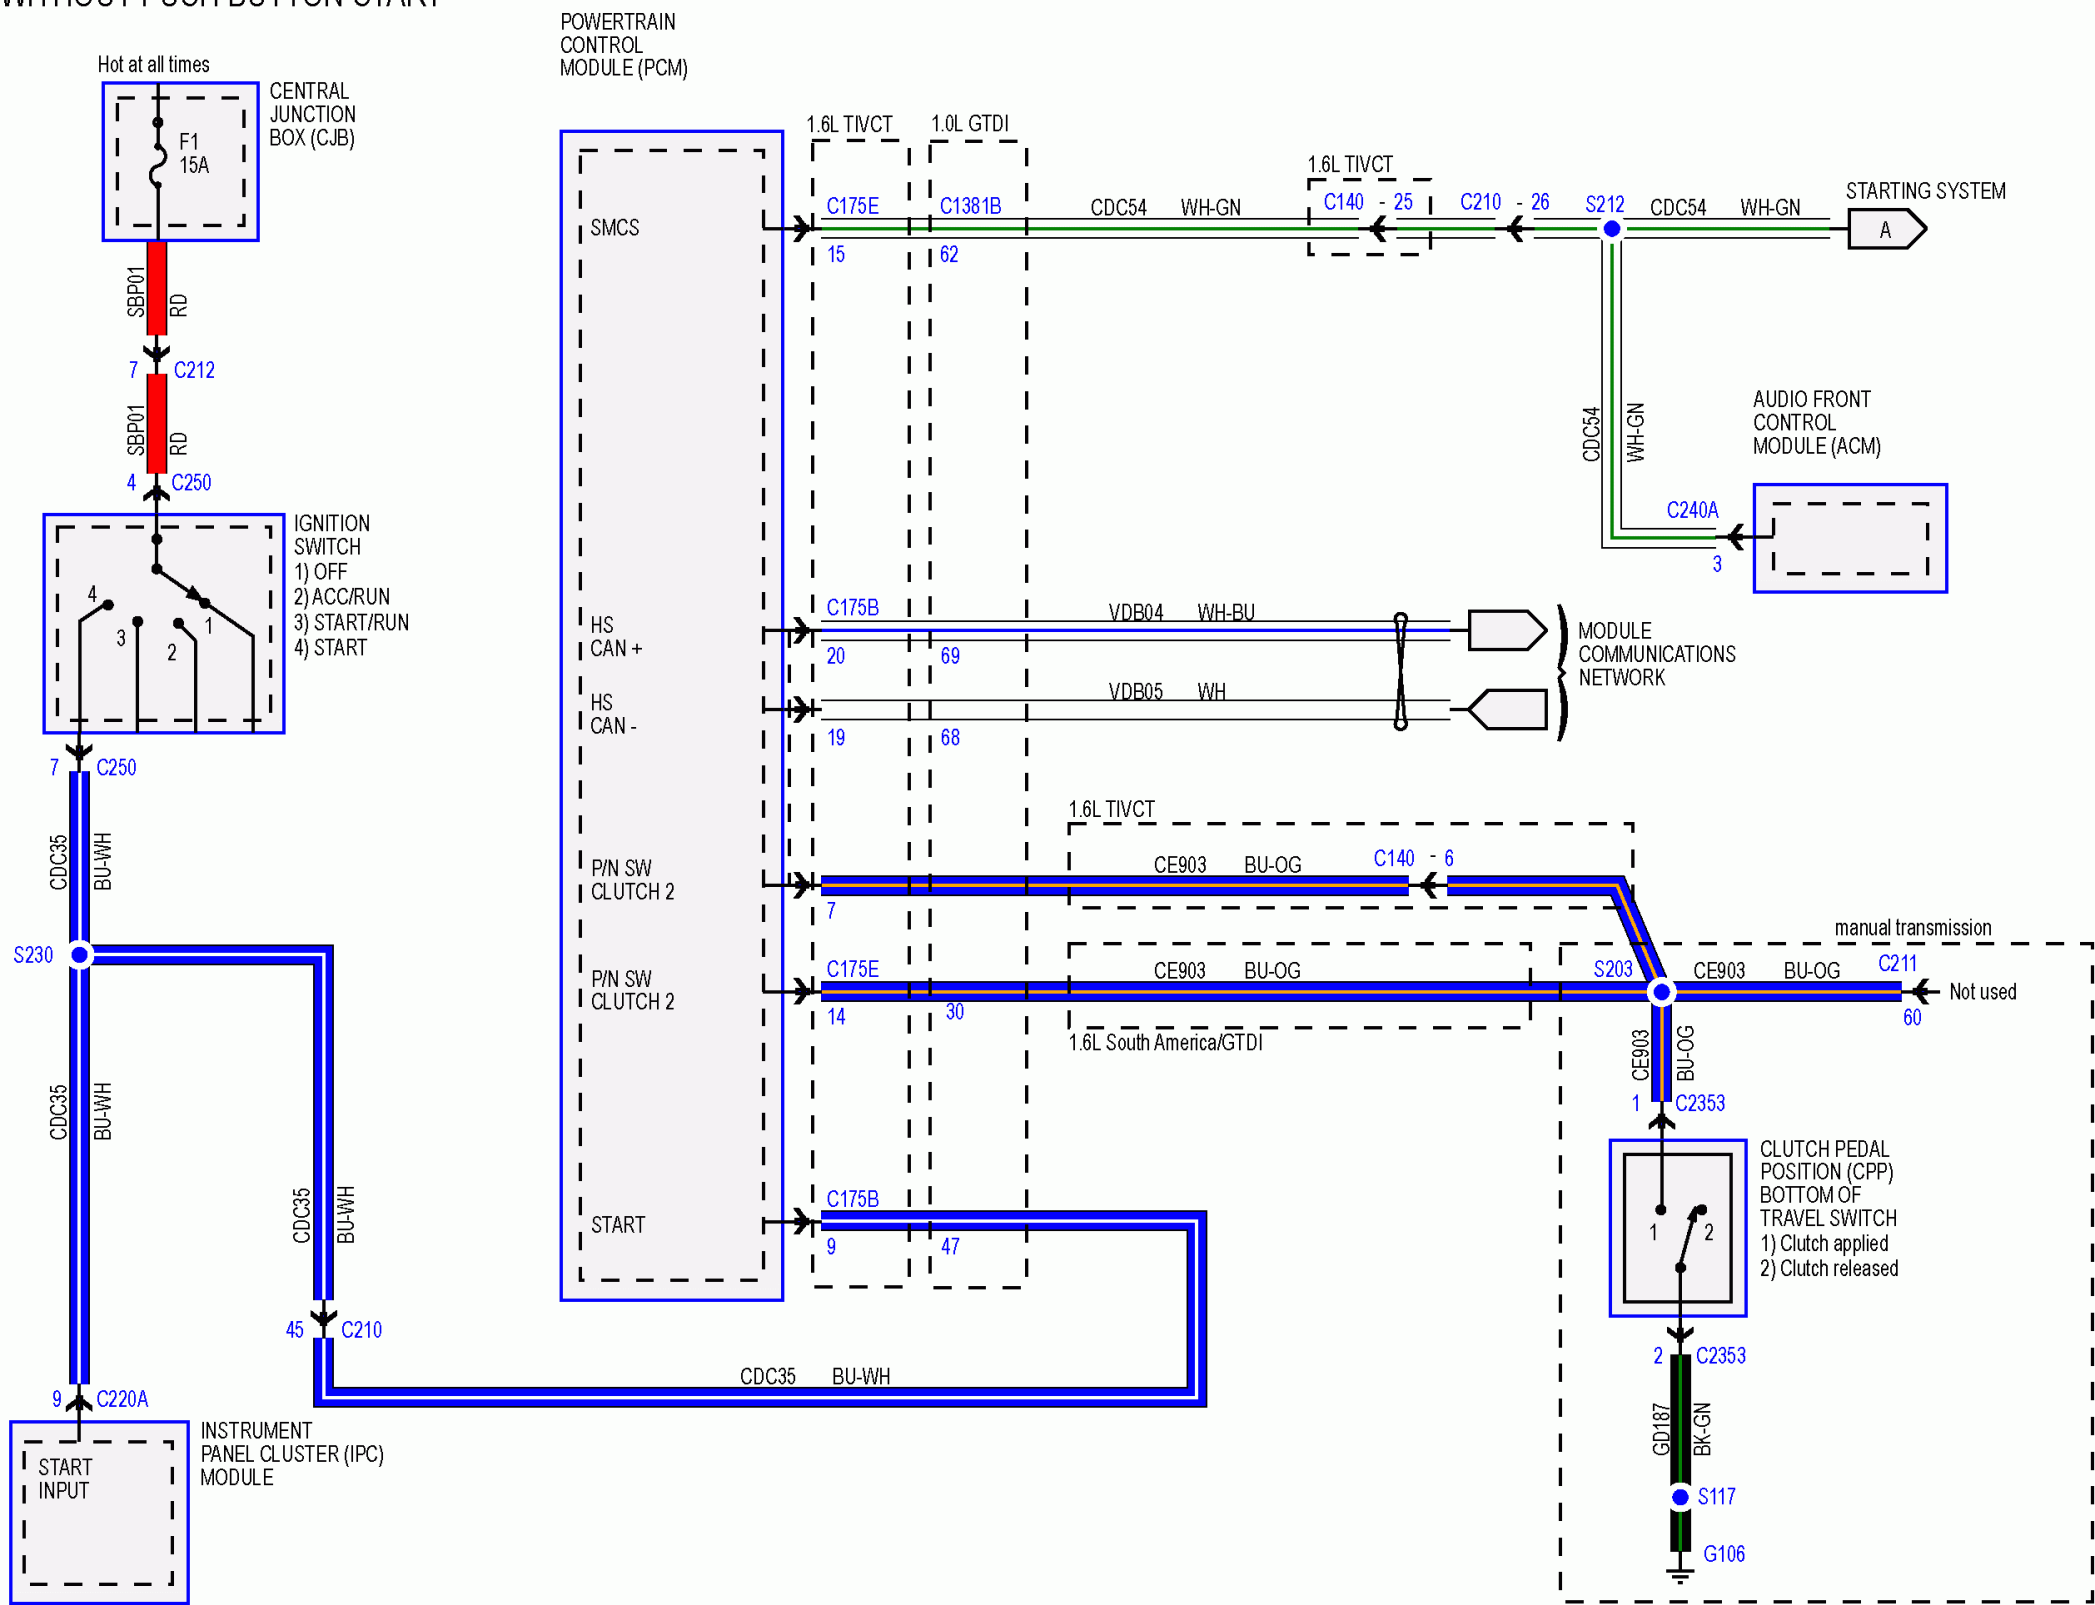 WITHOUT PUSH BUTTON START
Hot at all times
CENTRAL
JUNCTION
BOX (CJB)
F1
15A
SBP01
RD
7
C212
SBP01
RD
4
C250
IGNITION
SWITCH
1) OFF
2) ACC/RUN
3) START/RUN
4) START
4
3
2
1
7
C250
CDC35
BU-WH
S230
CDC35
BU-WH
CDC35
BU-WH
45
C210
9
C220A
INSTRUMENT
PANEL CLUSTER (IPC)
MODULE
START
INPUT
POWERTRAIN
CONTROL
MODULE (PCM)
1.6L TIVCT
1.0L GTDI
SMCS
C175E
15
C1381B
62
CDC54
WH-GN
1.6L TIVCT
C140 - 25
C210 - 26
S212
CDC54
WH-GN
STARTING SYSTEM
A
CDC54
WH-GN
AUDIO FRONT
CONTROL
MODULE (ACM)
C240A
3
HS
CAN +
C175B
20
69
VDB04
WH-BU
HS
CAN -
19
68
VDB05
WH
MODULE
COMMUNICATIONS
NETWORK
1.6L TIVCT
P/N SW
CLUTCH 2
7
CE903
BU-OG
C140 - 6
P/N SW
CLUTCH 2
C175E
14
30
CE903
BU-OG
1.6L South America/GTDI
manual transmission
S203
CE903
BU-OG
C211
60
Not used
CE903
BU-OG
1
C2353
CLUTCH PEDAL
POSITION (CPP)
BOTTOM OF
TRAVEL SWITCH
1) Clutch applied
2) Clutch released
1
2
2
C2353
GD187
BK-GN
S117
G106
START
C175B
9
47
CDC35
BU-WH